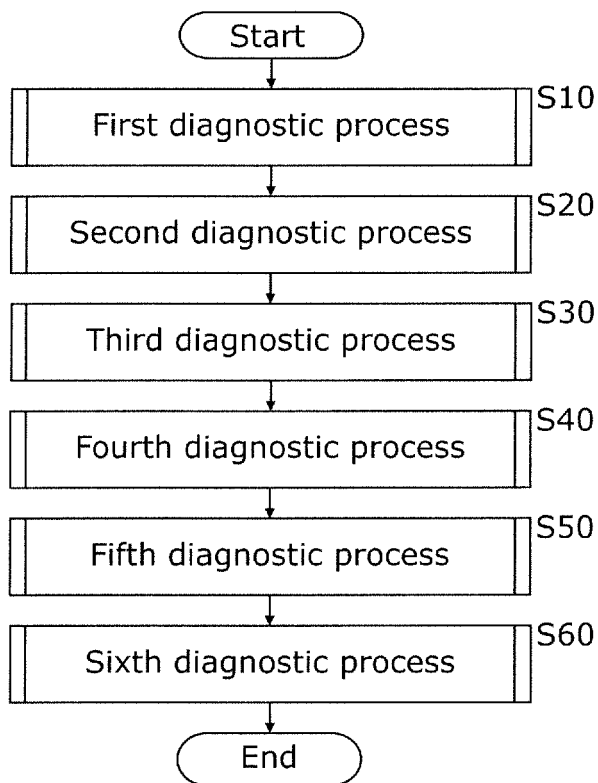 Start
S10
First diagnostic process
S20
Second diagnostic process
S30
Third diagnostic process
S40
Fourth diagnostic process
S50
Fifth diagnostic process
S60
Sixth diagnostic process
End